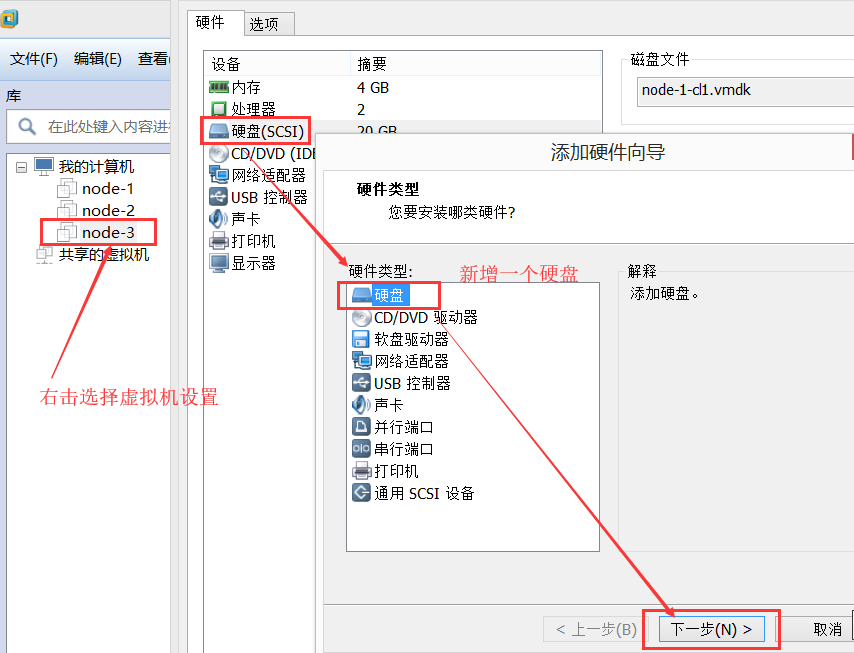 硬件
选项
文件(F) 编辑(E) 查看(
库
在此处键入内容进行
我的计算机
node-1
node-2
node-3
共享的虚拟机
右击选择虚拟机设置
设备 摘要
内存 4 GB
处理器 2
硬盘(SCSI) 20 GB
CD/DVD (IDE
网络适配器
USB 控制器
声卡
打印机
显示器
磁盘文件
node-1-cl1.vmdk
添加硬件向导
硬件类型
您要安装哪类硬件?
硬件类型:
新增一个硬盘
硬盘
CD/DVD 驱动器
软盘驱动器
网络适配器
USB 控制器
声卡
并行端口
串行端口
打印机
通用 SCSI 设备
解释
添加硬盘。
< 上一步(B)
下一步(N) >
取消